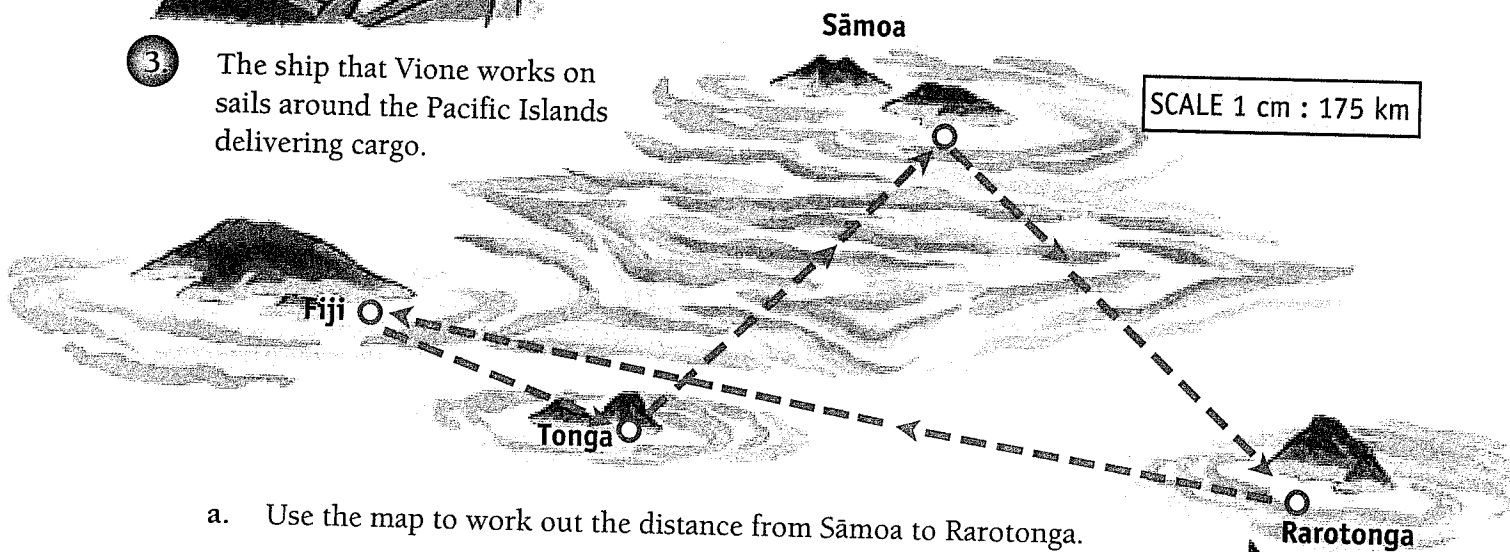 Sāmoa
3.
The ship that Vione works on
sails around the Pacific Islands
delivering cargo.
SCALE 1 cm : 175 km
Fiji
Tonga
a. Use the map to work out the distance from Sāmoa to Rarotonga.
Rarotonga